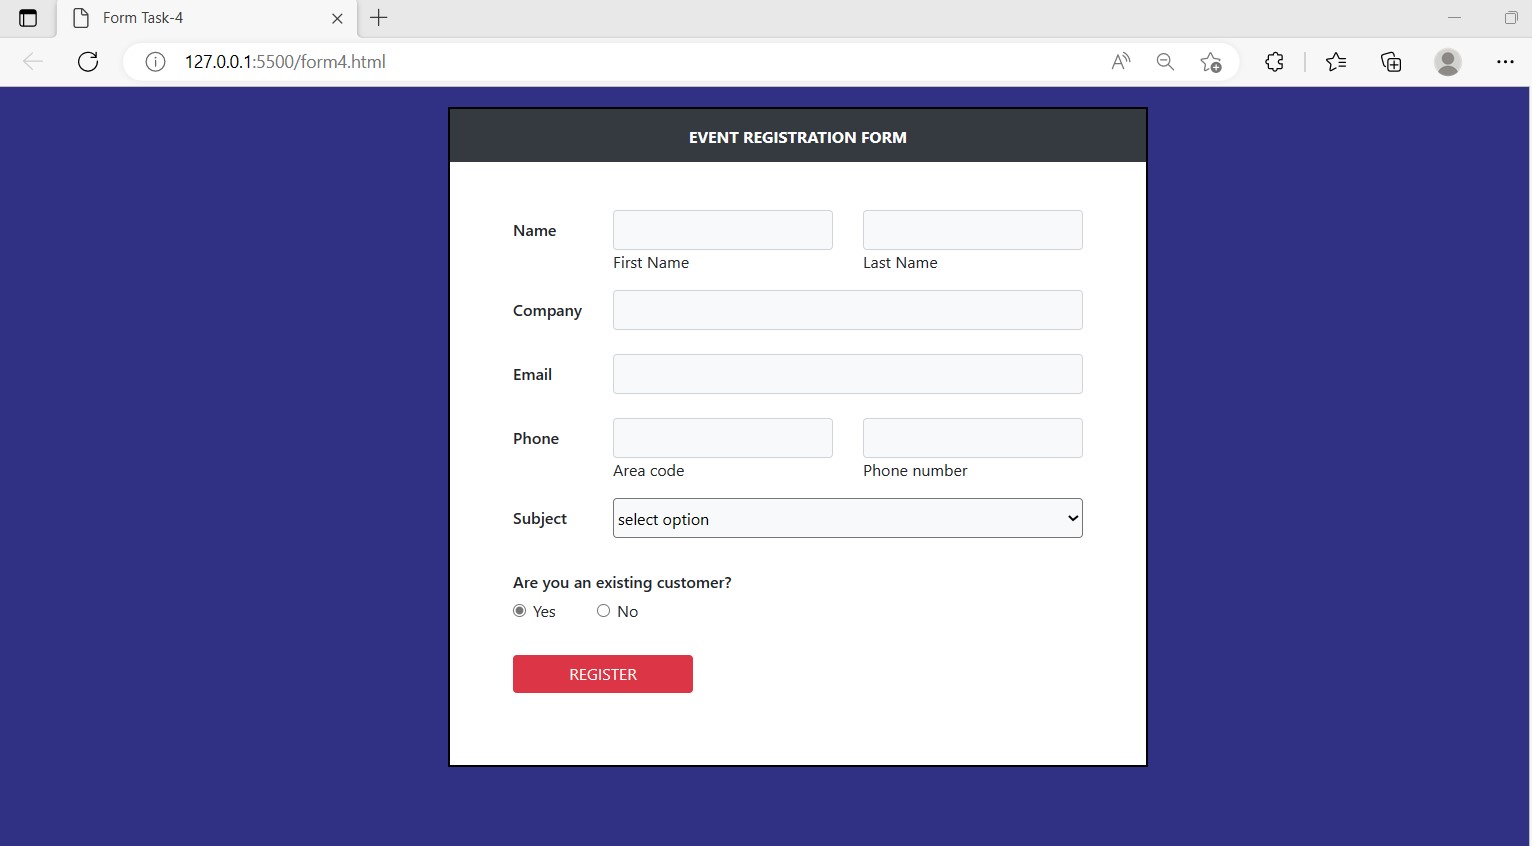 Form Task-4
127.0.0.1:5500/form4.html
EVENT REGISTRATION FORM
Name
First Name Last Name
Company
Email
Phone
Area code Phone number
Subject select option
Are you an existing customer?
Yes No
REGISTER